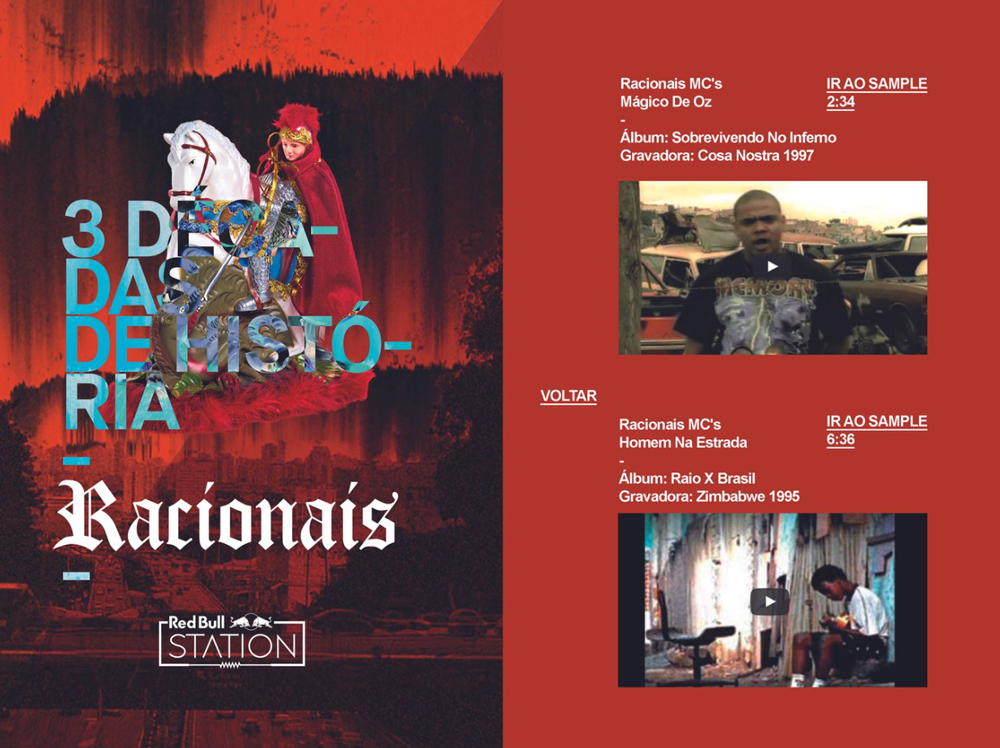 3 DÉCA-
DAS
DE HISTÓ-
RIA
Racionais
Red Bull
STATION
Racionais MC's
Mágico De Oz
-
Álbum: Sobrevivendo No Inferno
Gravadora: Cosa Nostra 1997
IR AO SAMPLE
2:34
VOLTAR
Racionais MC's
Homem Na Estrada
-
Álbum: Raio X Brasil
Gravadora: Zimbabwe 1995
IR AO SAMPLE
6:36